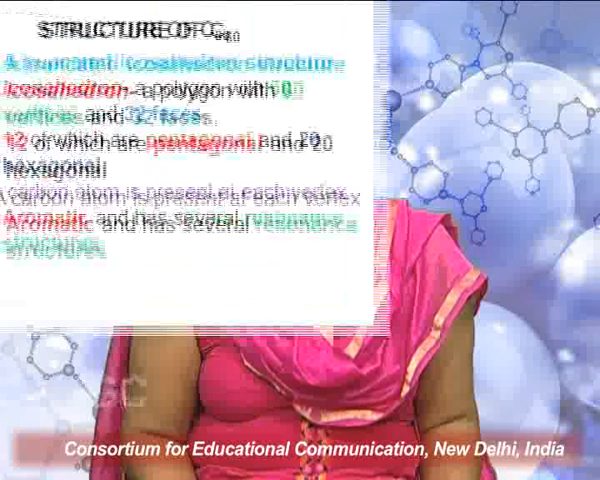 STRUCTURE OF C60
A truncated icosahedron structure
Icosahedron - a polygon with 60
vertices and 32 faces,
12 of which are pentagonal and 20
hexagonal
A carbon atom is present at each vertex
Aromatic and has several resonance
structures
Consortium for Educational Communication, New Delhi, India